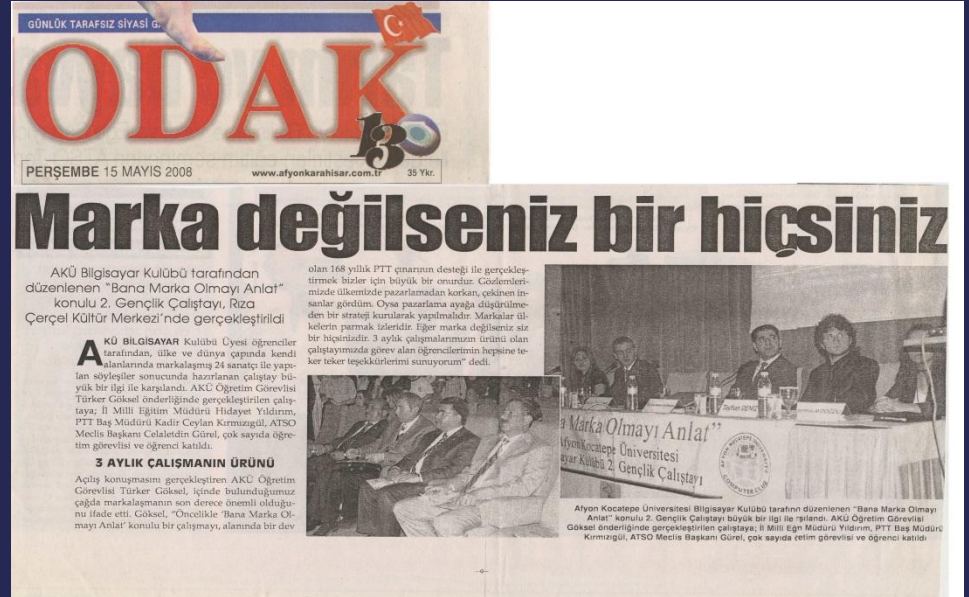 GÜNLÜK TARAFSIZ SİYASİ G
ODAK
13
PERŞEMBE 15 MAYIS 2008
www.afyonkarahisar.com.tr
35 Ykr.
Marka değilseniz bir hiçsiniz
AKÜ Bilgisayar Kulübü tarafından
düzenlenen "Bana Marka Olmayı Anlat"
konulu 2. Gençlik Çalıştayı, Rıza
Çerçel Kültür Merkezi'nde gerçekleştirildi
AKÜ BİLGİSAYAR Kulübü Üyesi öğrenciler
tarafından, ülke ve dünya çapında kendi
alanlarında markalaşmış 24 sanatçı ile yapı-
lan söyleşiler sonucunda hazırlanan çalıştay bü-
yük bir ilgi ile karşılandı. AKÜ Öğretim Görevlisi
Türker Göksel önderliğinde gerçekleştirilen çalış-
taya; İl Milli Eğitim Müdürü Hidayet Yıldırım,
PTT Baş Müdürü Kadir Ceylan Kırmızıgül, ATSO
Meclis Başkanı Celaletdin Gürel, çok sayıda öğre-
tim görevlisi ve öğrenci katıldı.
3 AYLIK ÇALIŞMANIN ÜRÜNÜ
Açılış konuşmasını gerçekleştiren AKÜ Öğretim
Görevlisi Türker Göksel, içinde bulunduğumuz
çağda markalaşmanın son derece önemli olduğu-
nu ifade etti. Göksel, "Öncelikle 'Bana Marka Ol-
mayı Anlat' konulu bir çalışmayı, alanında bir dev
olan 168 yıllık PTT çınarının desteği ile gerçekleş-
tirmek bizler için büyük bir onurdur. Gözlemleri-
mizde ülkemizde pazarlamadan korkan, çekinen in-
sanlar gördüm. Oysa pazarlama ayağa düşürülme-
den bir strateji kurularak yapılmalıdır. Markalar ül-
kelerin parmak izleridir. Eğer marka değilseniz siz
bir hiçsinizdir. 3 aylık çalışmalarımızın ürünü olan
çalıştayımızda görev alan öğrencilerimin hepsine te-
ker teker teşekkürlerimi sunuyorum" dedi.
Tayhan DENİZ
a Marka Olmayı Anlat"
Afyon Kocatepe Üniversitesi
ayar Kulübü 2. Gençlik Çalıştayı
COMPUTER CLUB
Afyon Kocatepe Üniversitesi Bilgisayar Kulübü tarafınn düzenlenen "Bana Marka Olmayı
Anlat" konulu 2. Gençlik Çalıştayı büyük bir ilgi ile rşılandı. AKÜ Öğretim Görevlisi
Göksel önderliğinde gerçekleştirilen çalıştaya; İl Milli Eğn Müdürü Yıldırım, PTT Baş Müdürü
Kırmızıgül, ATSO Meclis Başkanı Gürel, çok sayıda retim görevlisi ve öğrenci katıldı